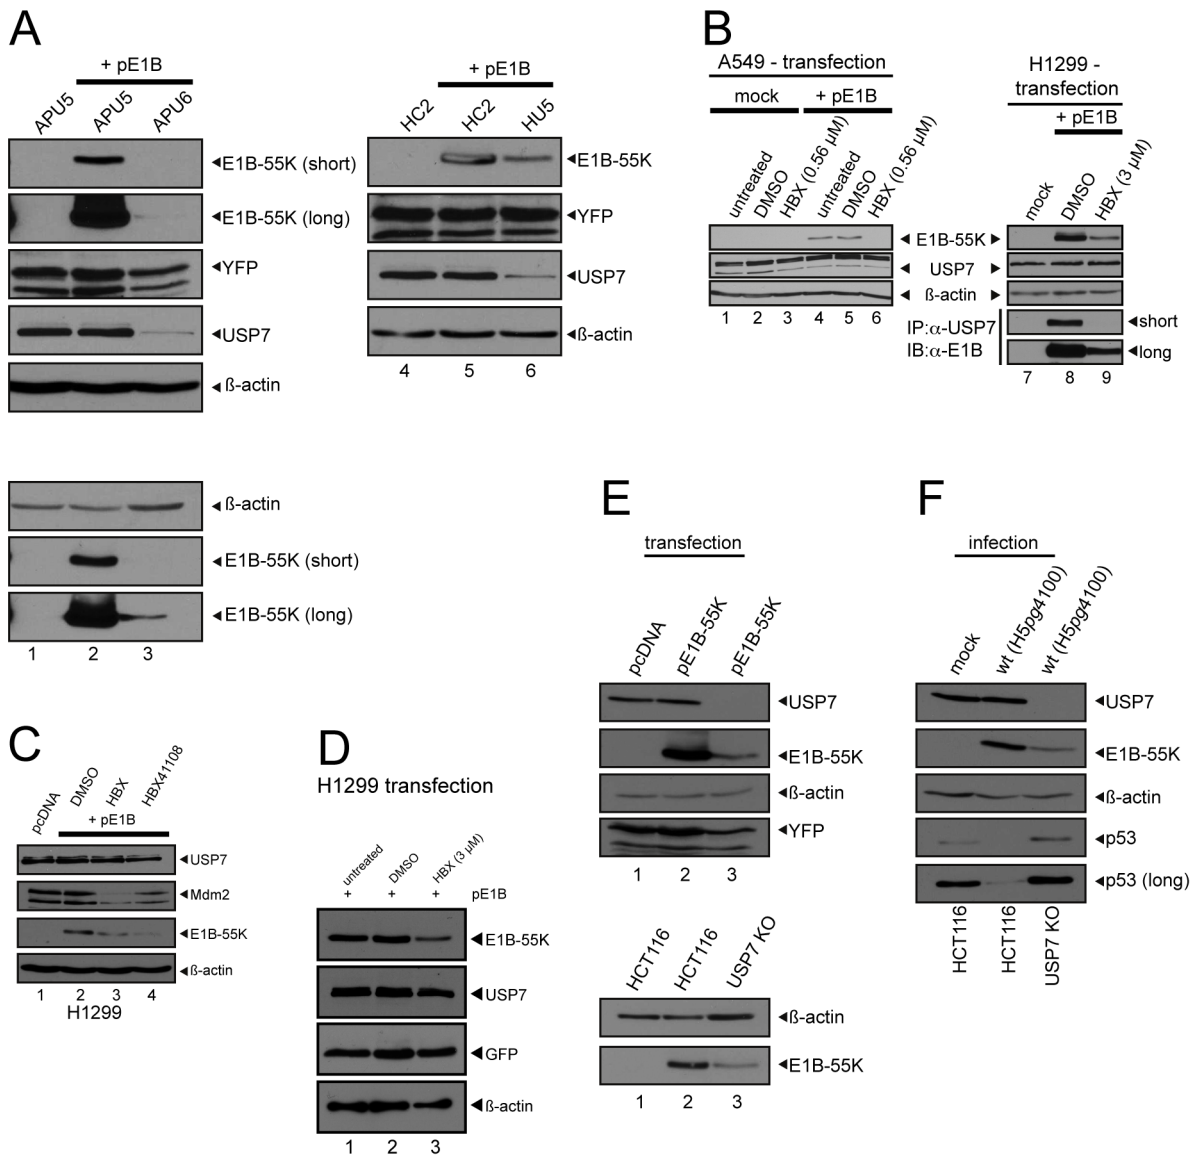 A
+ pE1B
APU5
APU5
APU6
◄E1B-55K (short)
◄E1B-55K (long)
◄YFP
◄USP7
◄ß-actin
◄ß-actin
◄E1B-55K (short)
◄E1B-55K (long)
1 2 3
+ pE1B
HC2
HC2
HU5
◄E1B-55K
◄YFP
◄USP7
◄ß-actin
4 5 6
B
A549 - transfection
mock + pE1B
untreated
DMSO
HBX (0.56 µM)
untreated
DMSO
HBX (0.56 µM)
H1299 -
transfection
+ pE1B
mock
DMSO
HBX (3 µM)
◄ E1B-55K ►
◄ USP7 ►
◄ ß-actin ►
1 2 3 4 5 6
IP:α-USP7
IB:α-E1B
◄short
◄long
7 8 9
C
pcDNA
DMSO
HBX
HBX41108
+ pE1B
◄USP7
◄Mdm2
◄E1B-55K
◄ß-actin
1 2 3 4
H1299
D
H1299 transfection
untreated
DMSO
HBX (3 µM)
+ + + pE1B
◄E1B-55K
◄USP7
◄GFP
◄ß-actin
1 2 3
E
transfection
pcDNA
pE1B-55K
pE1B-55K
◄USP7
◄E1B-55K
◄ß-actin
◄YFP
1 2 3
HCT116
HCT116
USP7 KO
◄ß-actin
◄E1B-55K
1 2 3
F
infection
mock
wt (H5pg4100)
wt (H5pg4100)
◄USP7
◄E1B-55K
◄ß-actin
◄p53
◄p53 (long)
HCT116
HCT116
USP7 KO